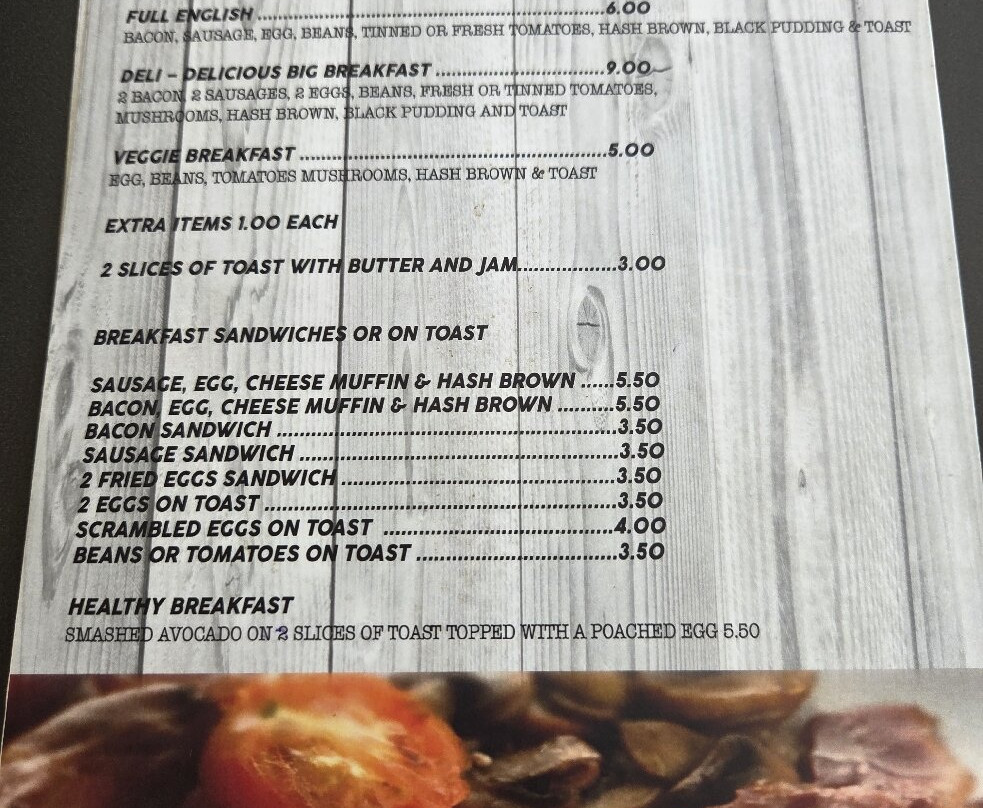 FULL ENGLISH..........................................................6.00
BACON, SAUSAGE, EGG, BEANS, TINNED OR FRESH TOMATOES, HASH BROWN, BLACK PUDDING & TOAST
DELI – DELICIOUS BIG BREAKFAST............................9.00
2 BACON, 2 SAUSAGES, 2 EGGS, BEANS, FRESH OR TINNED TOMATOES,
MUSHROOMS, HASH BROWN, BLACK PUDDING AND TOAST
VEGGIE BREAKFAST..................................................5.00
EGG, BEANS, TOMATOES MUSHROOMS, HASH BROWN & TOAST
EXTRA ITEMS 1.00 EACH
2 SLICES OF TOAST WITH BUTTER AND JAM................3.00
BREAKFAST SANDWICHES OR ON TOAST
SAUSAGE, EGG, CHEESE MUFFIN & HASH BROWN......5.50
BACON, EGG, CHEESE MUFFIN & HASH BROWN..........5.50
BACON SANDWICH.......................................................3.50
SAUSAGE SANDWICH...................................................3.50
2 FRIED EGGS SANDWICH............................................3.50
2 EGGS ON TOAST.........................................................3.50
SCRAMBLED EGGS ON TOAST.....................................4.00
BEANS OR TOMATOES ON TOAST................................3.50
HEALTHY BREAKFAST
SMASHED AVOCADO ON 2 SLICES OF TOAST TOPPED WITH A POACHED EGG 5.50